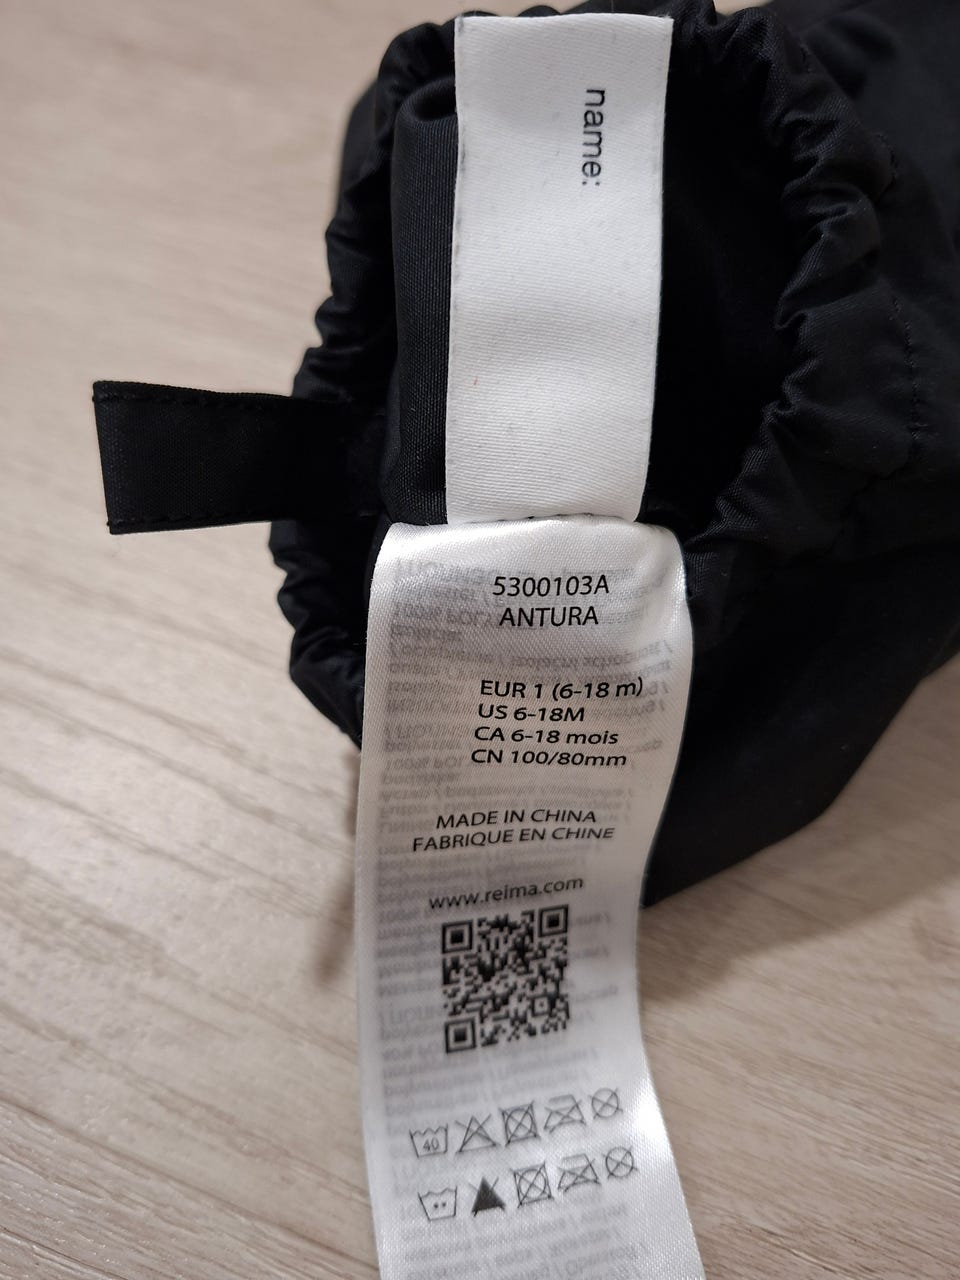 name:
5300103A
ANTURA
EUR 1 (6-18 m)
US 6-18M
CA 6-18 mois
CN 100/80mm
MADE IN CHINA
FABRIQUE EN CHINE
www.reima.com
40